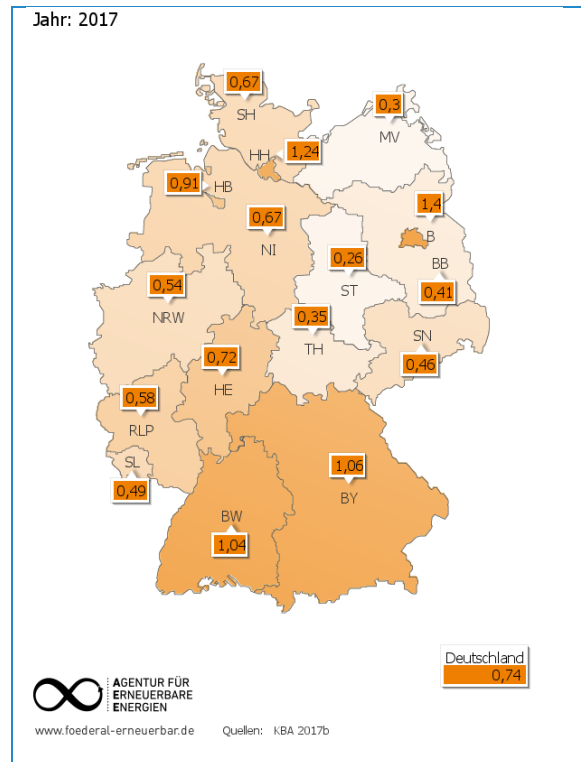 Jahr: 2017
0,67
SH
0,3
MV
HH
1,24
0,91
HB
1,4
B
0,67
NI
BB
0,41
0,26
ST
0,54
NRW
0,35
TH
SN
0,46
0,72
HE
0,58
RLP
SL
0,49
1,06
BY
BW
1,04
Deutschland
0,74
AGENTUR FÜR
ERNEUERBARE
ENERGIEN
www.foederal-erneuerbar.de Quellen: KBA 2017b